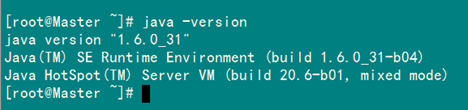 [root@Master ~]# java -version
java version "1.6.0_31"
Java(TM) SE Runtime Environment (build 1.6.0_31-b04)
Java HotSpot(TM) Server VM (build 20.6-b01, mixed mode)
[root@Master ~]#